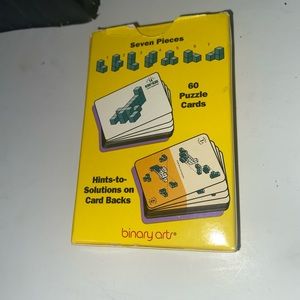 Seven Pieces
60
Puzzle
Cards
Hints-to-
Solutions on
Card Backs
binary arts®